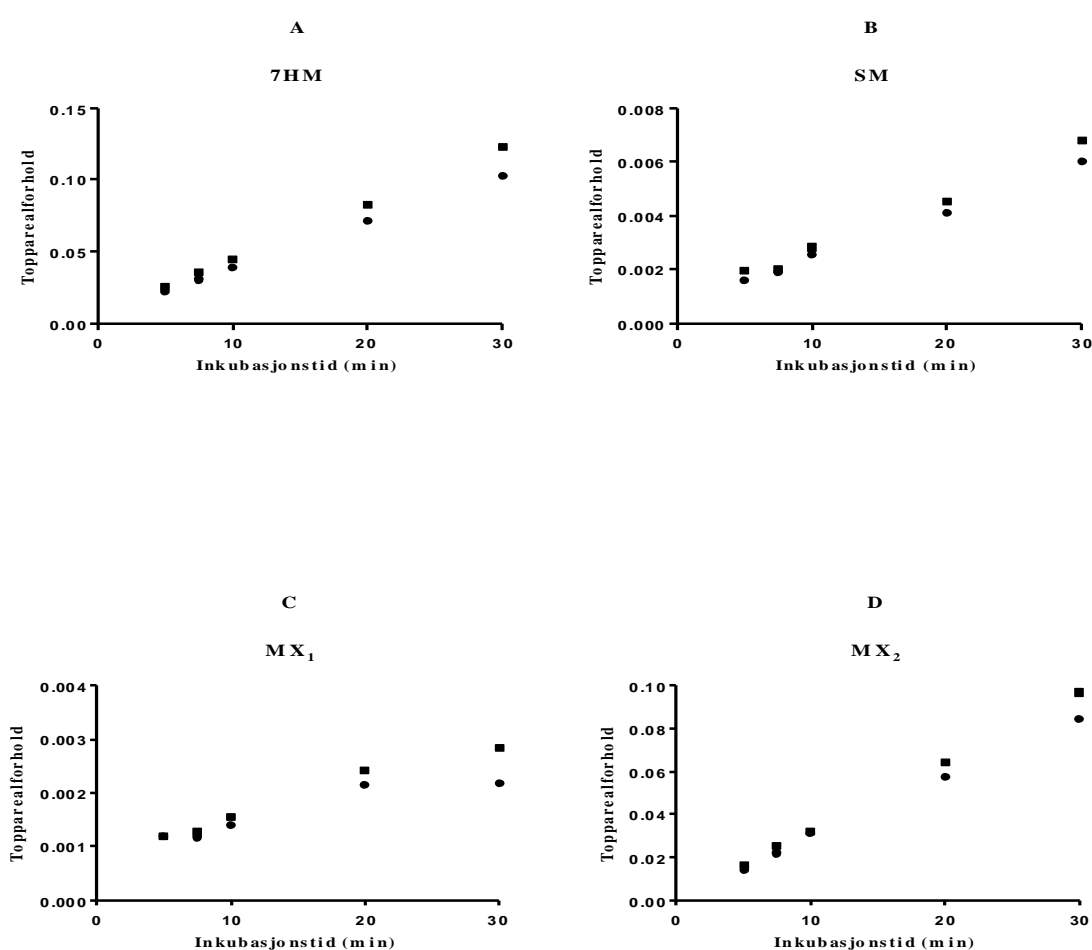 A
7HM
0.15
0.10
0.05
0.00
Topparealforhold
0 10 20 30
Inkubasjonstid (min)
B
SM
0.008
0.006
0.004
0.002
0.000
Topparealforhold
0 10 20 30
Inkubasjonstid (min)
C
MX₁
0.004
0.003
0.002
0.001
0.000
Topparealforhold
0 10 20 30
Inkubasjonstid (min)
D
MX₂
0.10
0.08
0.06
0.04
0.02
0.00
Topparealforhold
0 10 20 30
Inkubasjonstid (min)